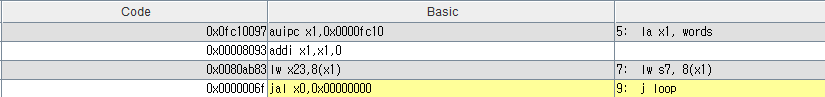 Code Basic
0x0fc10097 auipc x1,0x0000fc10 5: la x1, words
0x00008093 addi x1,x1,0
0x0080ab83 lw x23,8(x1) 7: lw s7, 8(x1)
0x0000006f jal x0,0x00000000 9: j loop